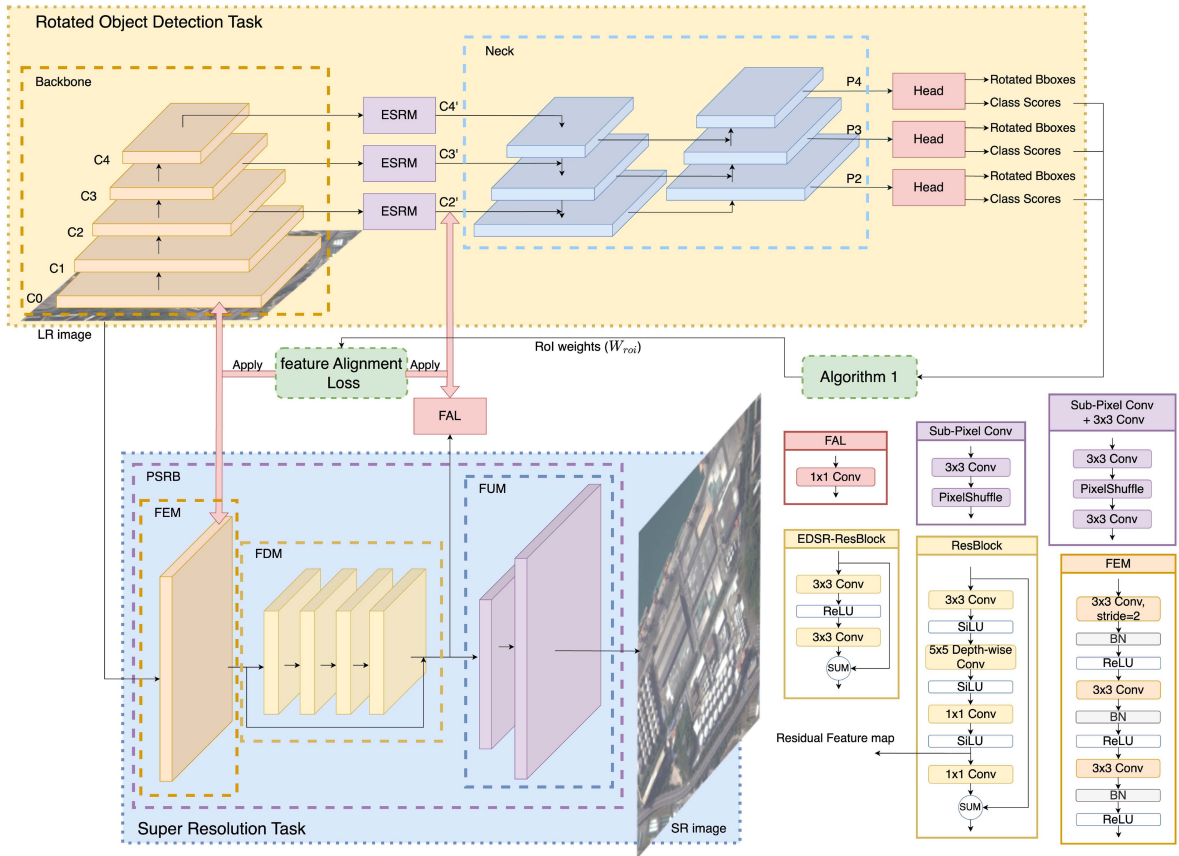 Rotated Object Detection Task
Backbone
C4
C3
C2
C1
C0
LR image
ESRM
C4'
ESRM
C3'
ESRM
C2'
Neck
P4
P3
P2
Head
Rotated Bboxes
Class Scores
Head
Rotated Bboxes
Class Scores
Head
Rotated Bboxes
Class Scores
Apply
feature Alignment
Loss
Apply
RoI weights (W_roi)
Algorithm 1
FAL
PSRB
FEM
FDM
FUM
Super Resolution Task
SR image
FAL
1x1 Conv
Sub-Pixel Conv
3x3 Conv
PixelShuffle
Sub-Pixel Conv
+ 3x3 Conv
3x3 Conv
PixelShuffle
3x3 Conv
EDSR-ResBlock
3x3 Conv
ReLU
3x3 Conv
SUM
ResBlock
3x3 Conv
SiLU
5x5 Depth-wise
Conv
SiLU
1x1 Conv
SiLU
Residual Feature map
1x1 Conv
SUM
FEM
3x3 Conv,
stride=2
BN
ReLU
3x3 Conv
BN
ReLU
3x3 Conv
BN
ReLU